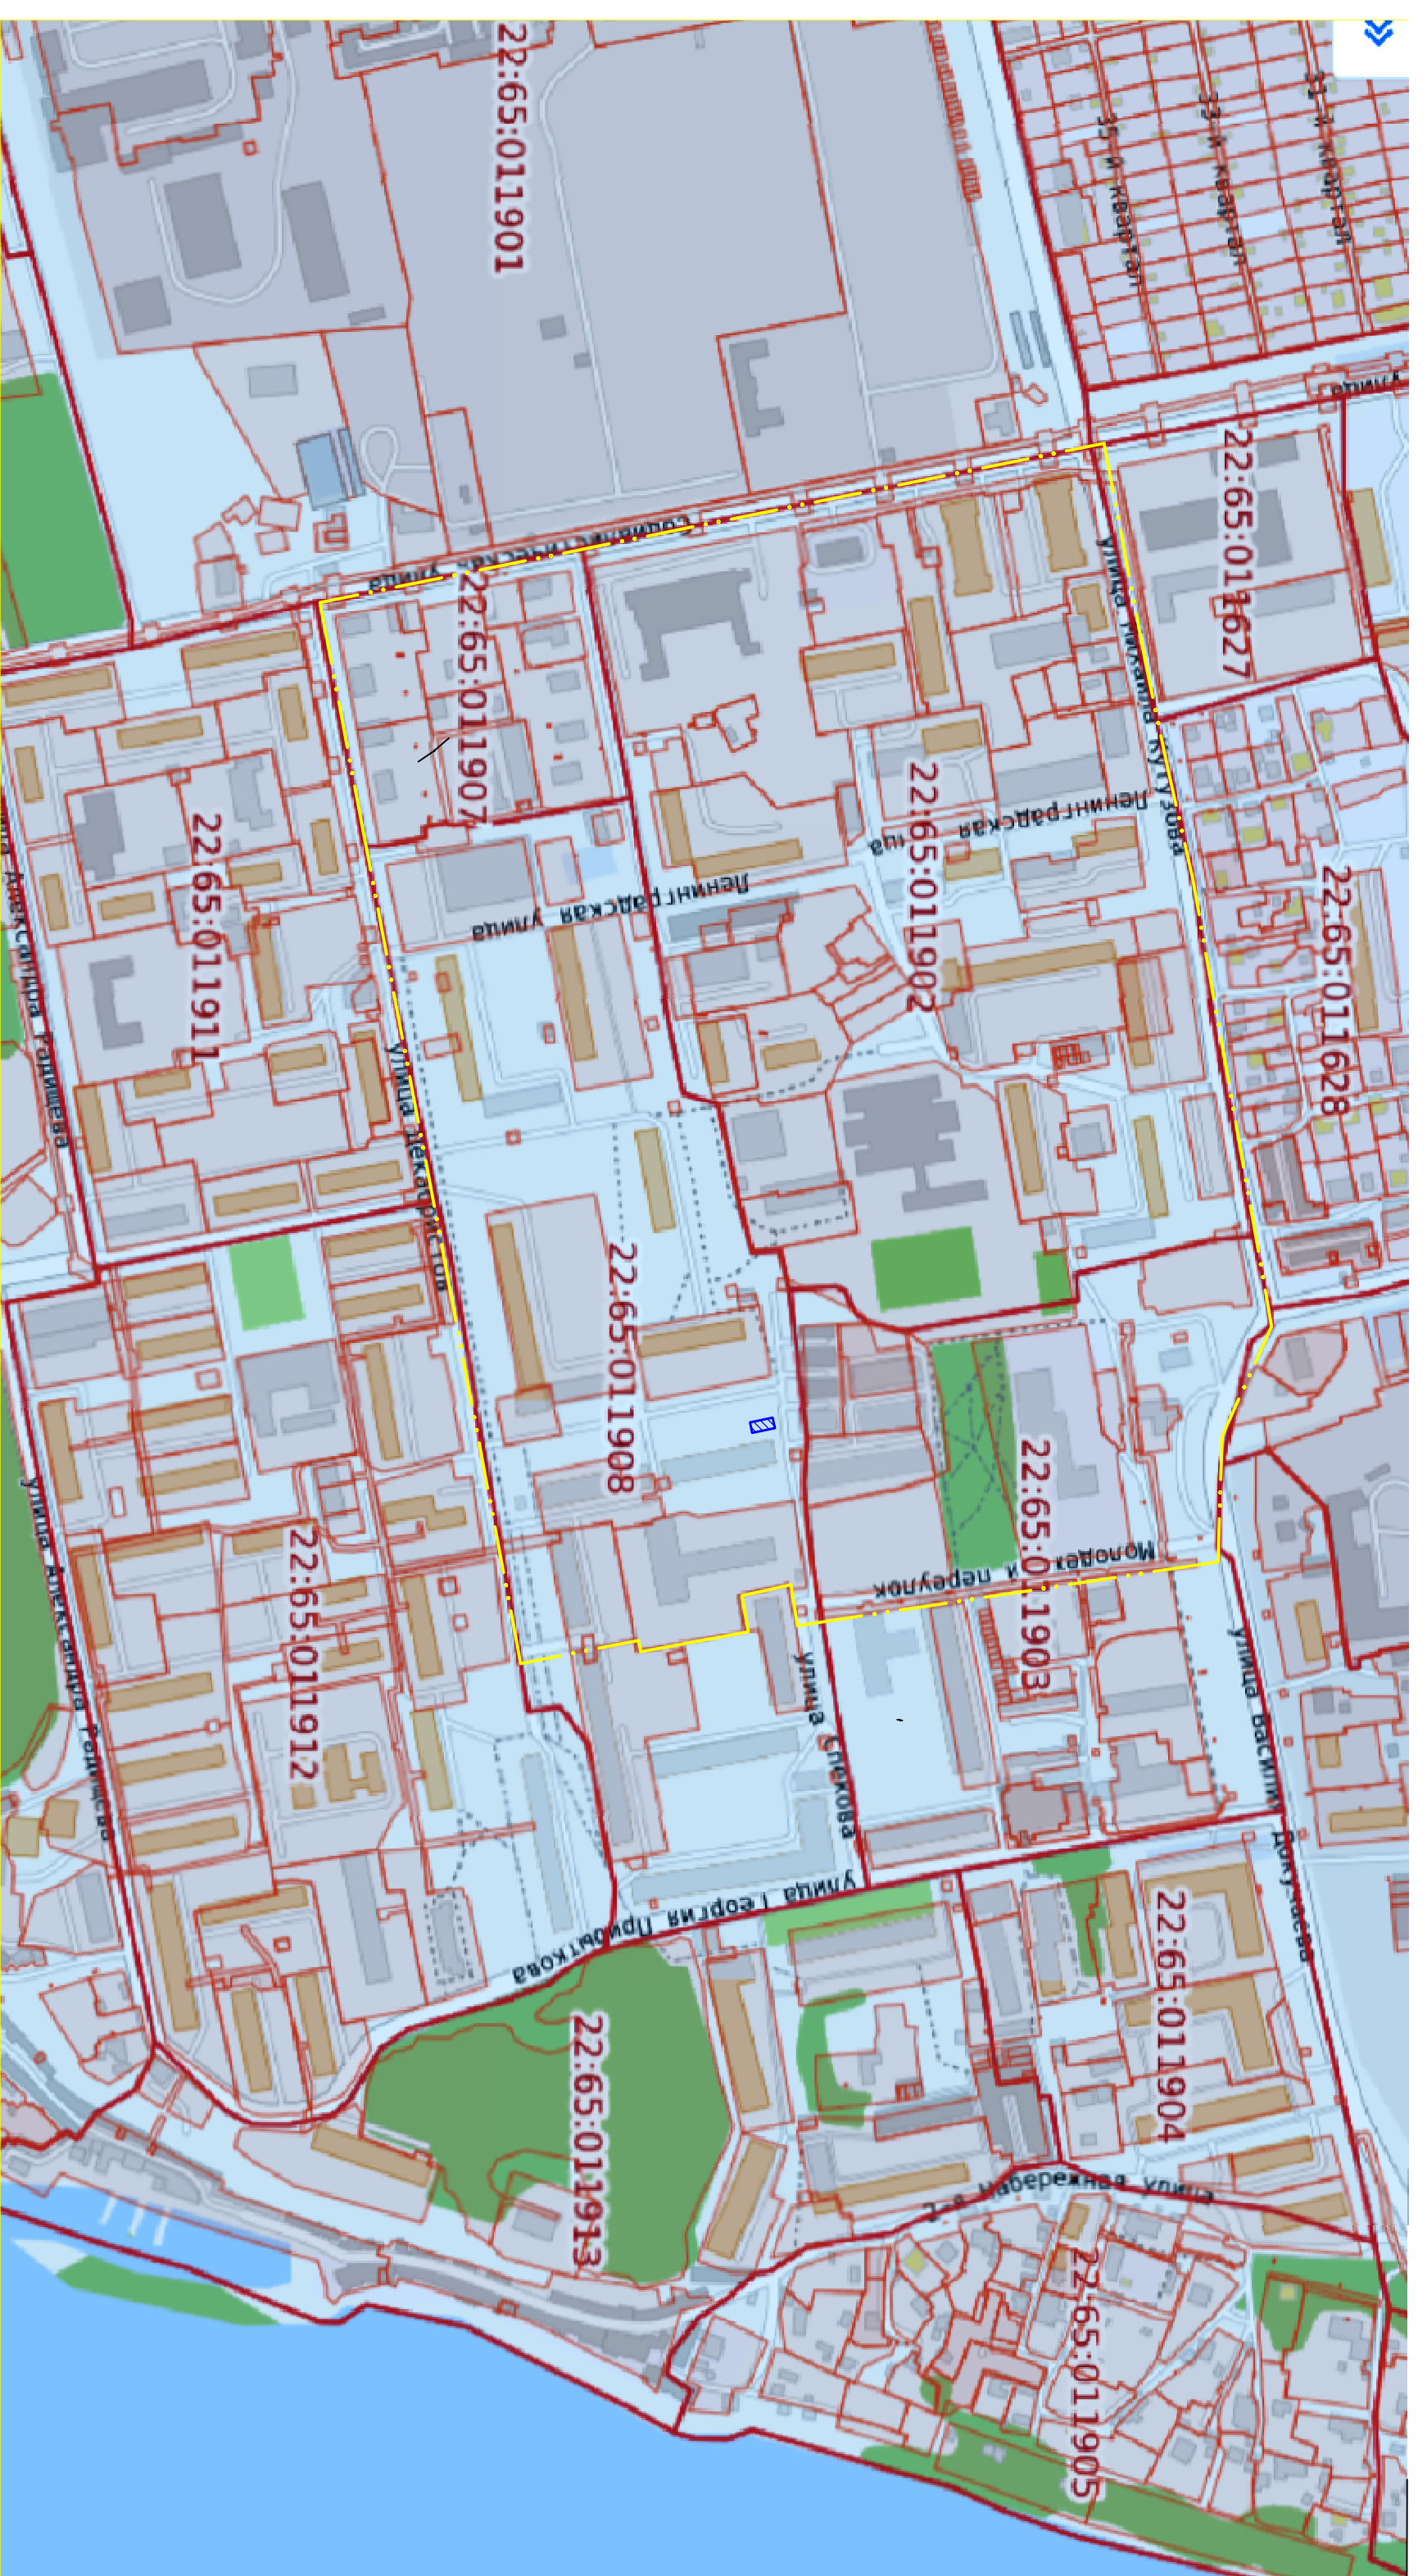 22:65:011901
35-й квартал
33-й квартал
31-й квартал
улица
22:65:011627
Социалистическая улица
22:65:011907
улица Михаила Кутузова
22:65:011902
Ленинградская
ца
Ленинградская улица
22:65:011911
22:65:011628
улица Александра Радищева
улица Декабристов
22:65:011908
22:65:011903
Молодеж й переулок
22:65:011912
улица Александра Радищева
улица Спекова
улица Василия Докучаева
улица Георгия Прибыткова
22:65:011904
22:65:011913
2-я Набережная улица
22:65:011905